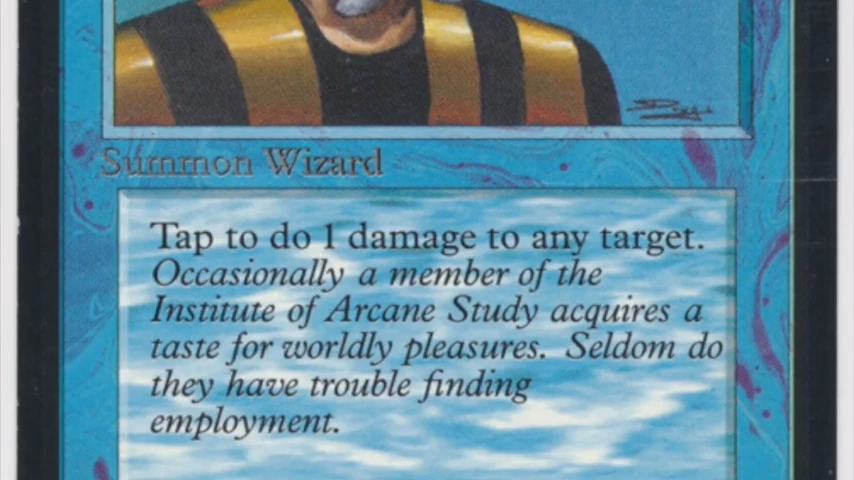 Summon Wizard
Tap to do 1 damage to any target.
Occasionally a member of the
Institute of Arcane Study acquires a
taste for worldly pleasures. Seldom do
they have trouble finding
employment.